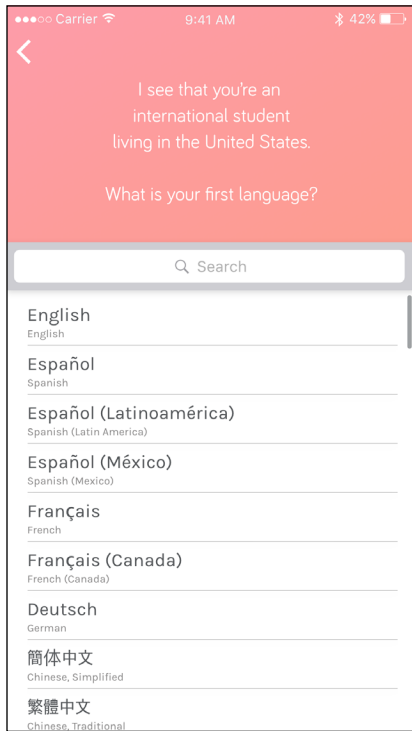 Carrier 9:41 AM 42%
I see that you're an
international student
living in the United States.
What is your first language?
Search
English
English
Español
Spanish
Español (Latinoamérica)
Spanish (Latin America)
Español (México)
Spanish (Mexico)
Français
French
Français (Canada)
French (Canada)
Deutsch
German
簡体中文
Chinese, Simplified
繁體中文
Chinese, Traditional